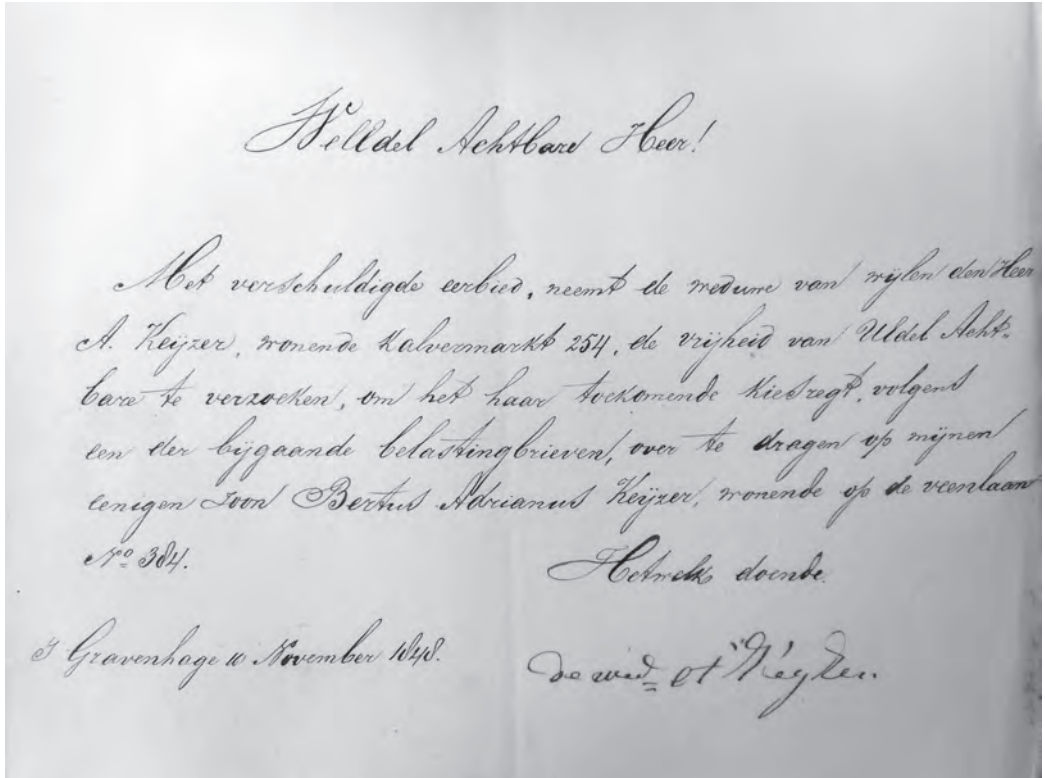 WelEdel Achtbare Heer!
Met verschuldigde eerbied, neemt de weduwe van wijlen den Heer
A. Keijzer, wonende Kalvermarkt 254, de vrijheid van UEdel Acht-
bare te verzoeken, om het haar toekomende Kiesregt, volgens
een der bijgaande belastingbrieven, over te dragen op mijnen
eenigen zoon Bertus Adrianus Keijzer, wonende op de veenlaan
No 384.
Hetwelk doende.
S Gravenhage 10 November 1848.
de wed= A Keyzer.